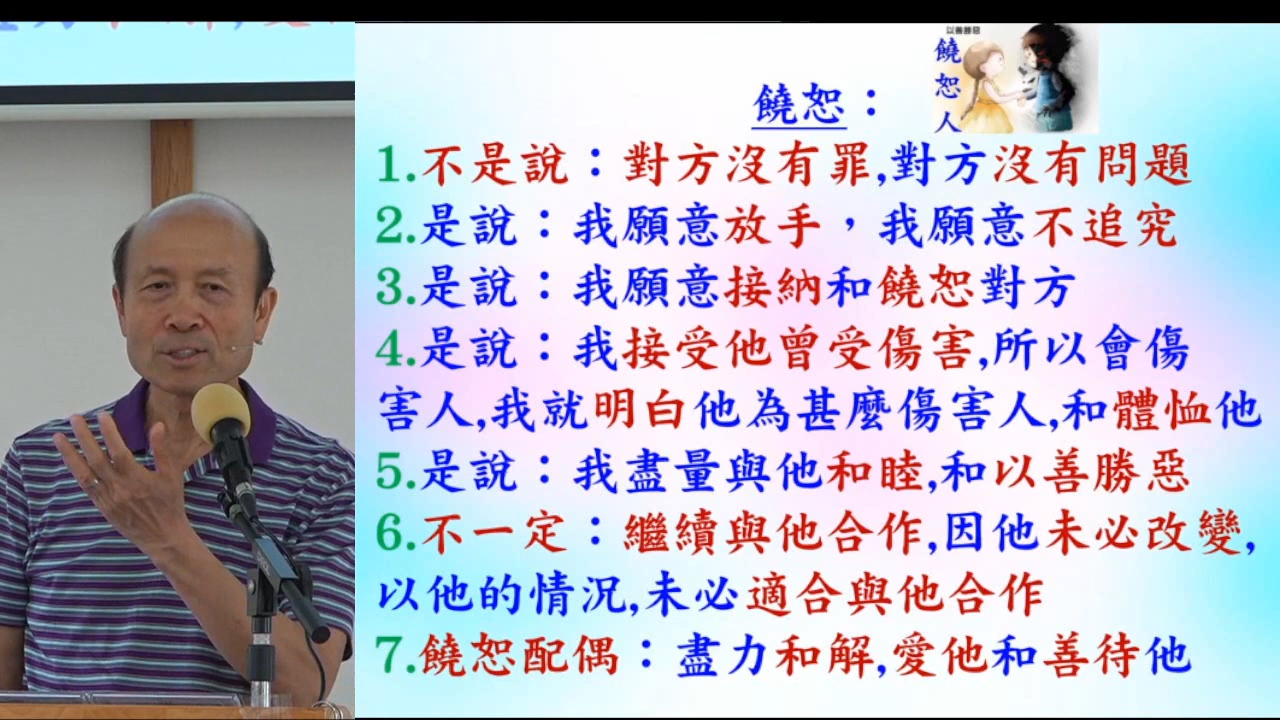 以善勝惡
饒
恕
人
饒恕：
1.不是說：對方沒有罪,對方沒有問題
2.是說：我願意放手，我願意不追究
3.是說：我願意接納和饒恕對方
4.是說：我接受他曾受傷害,所以會傷
害人,我就明白他為甚麼傷害人,和體恤他
5.是說：我盡量與他和睦,和以善勝惡
6.不一定：繼續與他合作,因他未必改變,
以他的情況,未必適合與他合作
7.饒恕配偶：盡力和解,愛他和善待他